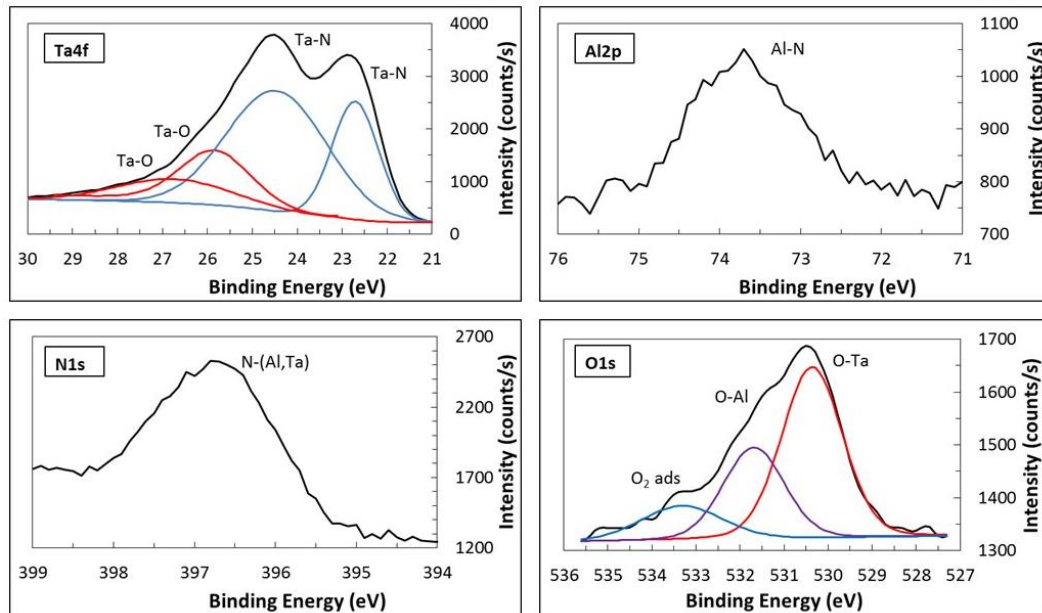 Ta4f
Ta-N
Ta-N
Ta-O
Ta-O
4000
3000
2000
1000
0
Intensity (counts/s)
30 29 28 27 26 25 24 23 22 21
Binding Energy (eV)
Al2p
Al-N
1100
1000
900
800
700
Intensity (counts/s)
76 75 74 73 72 71
Binding Energy (eV)
N1s
N-(Al,Ta)
2700
2200
1700
1200
Intensity (counts/s)
399 397 396 395 394
Binding Energy (eV)
O1s
O-Ta
O-Al
O₂ ads
1700
1600
1500
1400
1300
Intensity (counts/s)
536 535 533 532 531 530 529 528 527
Binding Energy (eV)